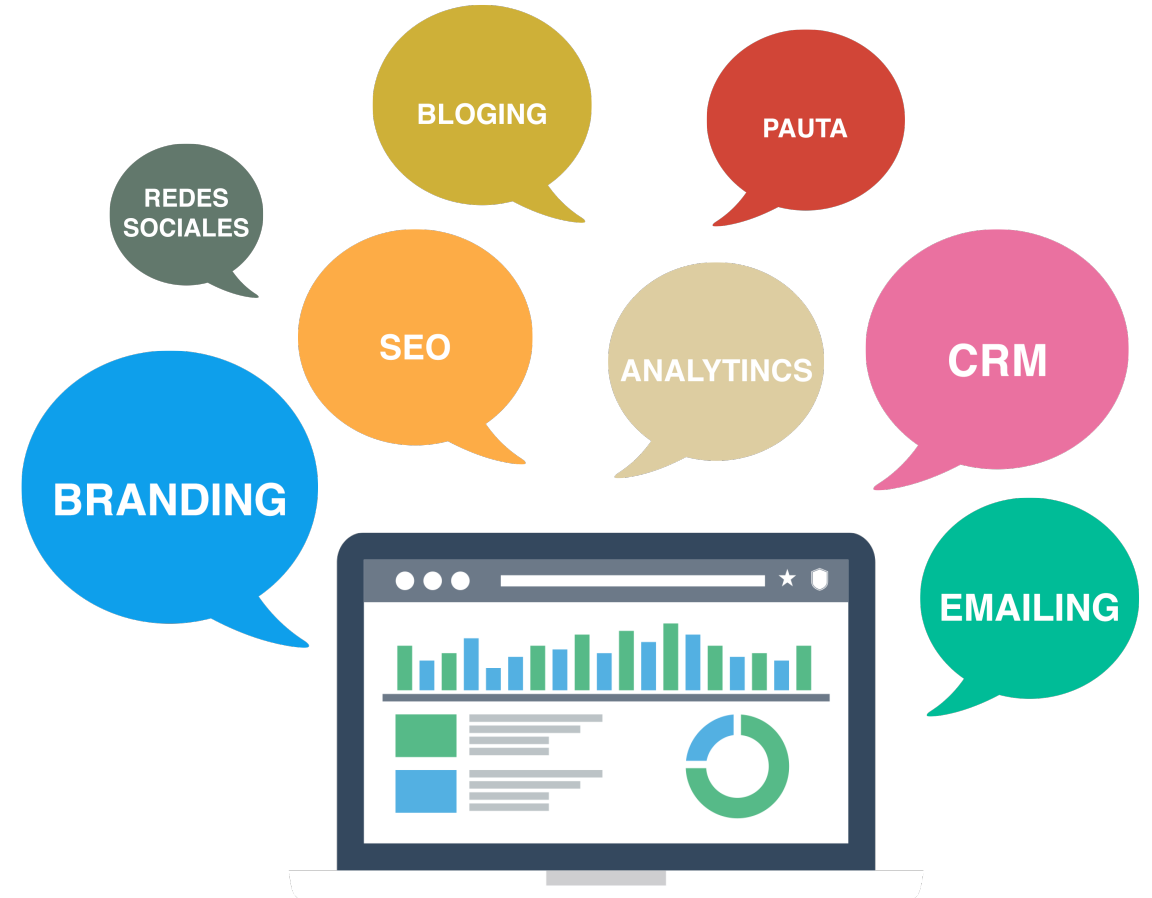 BLOGING
PAUTA
REDES
SOCIALES
SEO
ANALYTINCS
CRM
BRANDING
EMAILING